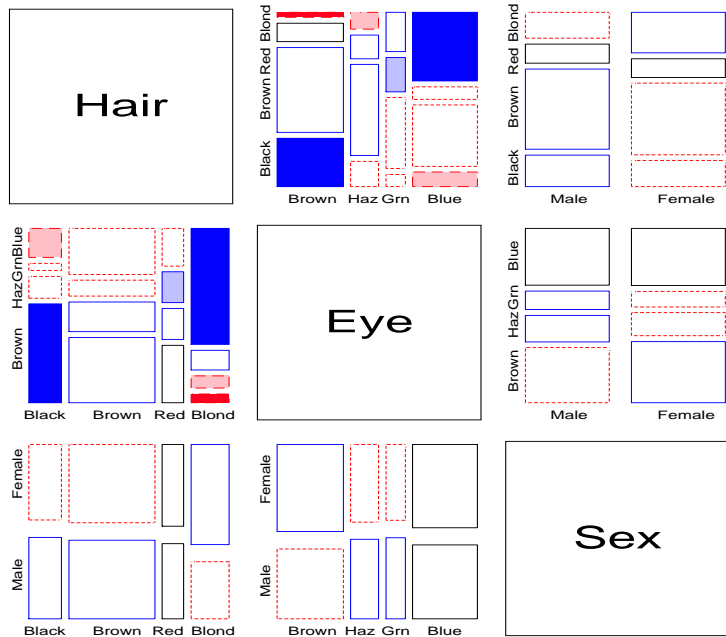 Hair
Blond
Red
Brown
Black
Brown Haz Grn Blue
Blond
Red
Brown
Black
Male Female
Blue
Grn
Haz
Brown
Black Brown Red Blond
Eye
Blue
Grn
Haz
Brown
Male Female
Female
Male
Black Brown Red Blond
Female
Male
Brown Haz Grn Blue
Sex